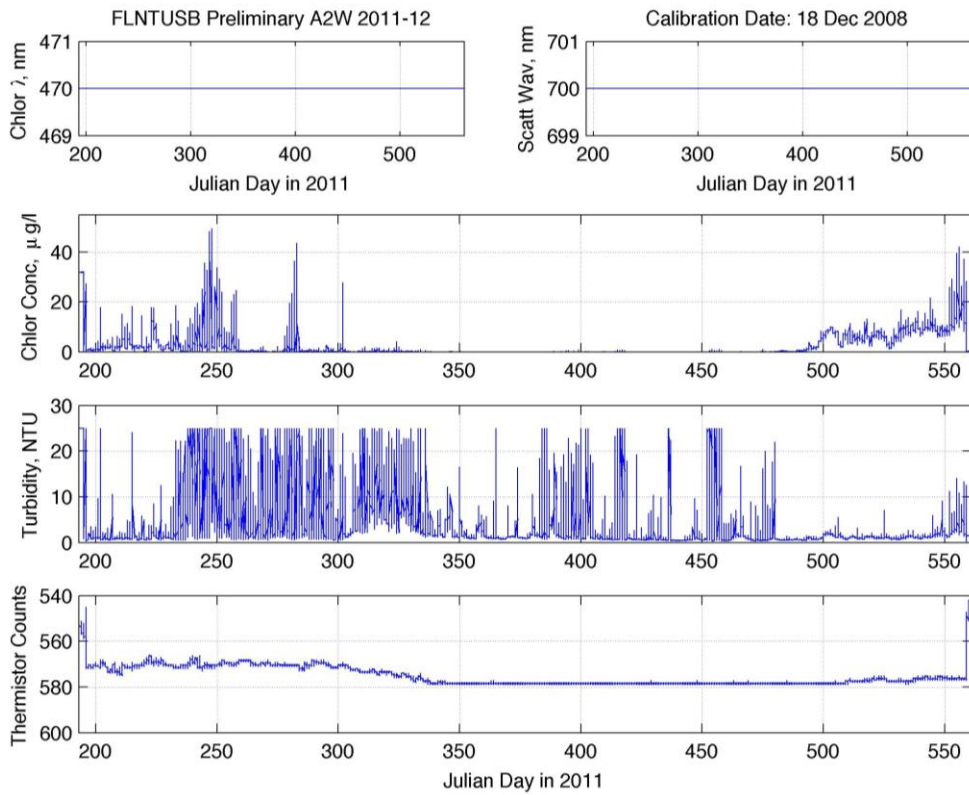 FLNTUSB Preliminary A2W 2011-12
Calibration Date: 18 Dec 2008
Chlor λ, nm
471
470
469
200 300 400 500
Julian Day in 2011
Scatt Wav, nm
701
700
699
200 300 400 500
Julian Day in 2011
Chlor Conc, μ g/l
40
20
0
200 250 300 350 400 450 500 550
Turbidity, NTU
30
20
10
0
200 250 300 350 400 450 500 550
Thermistor Counts
540
560
580
600
200 250 300 350 400 450 500 550
Julian Day in 2011